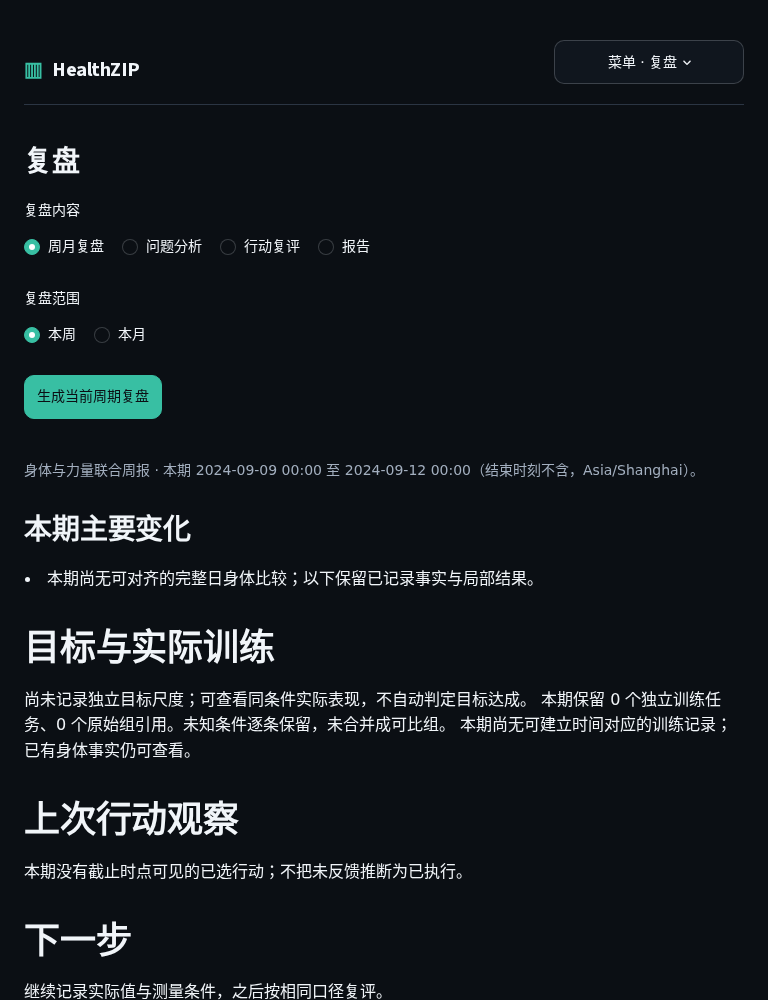 HealthZIP
菜单 · 复盘
复盘
复盘内容
周月复盘 问题分析 行动复评 报告
复盘范围
本周 本月
生成当前周期复盘
身体与力量联合周报 · 本期 2024-09-09 00:00 至 2024-09-12 00:00（结束时刻不含，Asia/Shanghai）。
本期主要变化
• 本期尚无可对齐的完整日身体比较；以下保留已记录事实与局部结果。
目标与实际训练
尚未记录独立目标尺度；可查看同条件实际表现，不自动判定目标达成。 本期保留 0 个独立训练任
务、0 个原始组引用。未知条件逐条保留，未合并成可比组。 本期尚无可建立时间对应的训练记录；
已有身体事实仍可查看。
上次行动观察
本期没有截止时点可见的已选行动；不把未反馈推断为已执行。
下一步
继续记录实际值与测量条件，之后按相同口径复评。